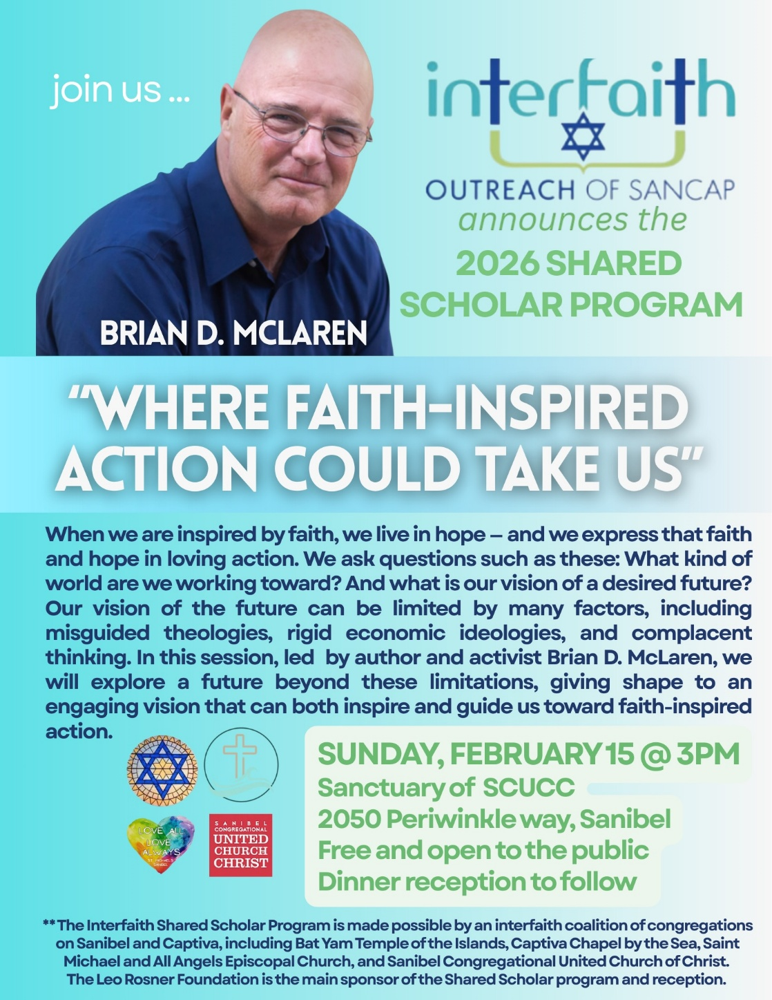 join us ...
interfaith
OUTREACH OF SANCAP
announces the
2026 SHARED
SCHOLAR PROGRAM
BRIAN D. MCLAREN
“WHERE FAITH-INSPIRED
ACTION COULD TAKE US”
When we are inspired by faith, we live in hope – and we express that faith
and hope in loving action. We ask questions such as these: What kind of
world are we working toward? And what is our vision of a desired future?
Our vision of the future can be limited by many factors, including
misguided theologies, rigid economic ideologies, and complacent
thinking. In this session, led by author and activist Brian D. McLaren, we
will explore a future beyond these limitations, giving shape to an
engaging vision that can both inspire and guide us toward faith-inspired
action.
LOVE ALL
LOVE
ALWAYS
ST. MICHAEL'S
SANIBEL
SANIBEL
CONGREGATIONAL
UNITED
CHURCH
CHRIST
SUNDAY, FEBRUARY 15 @ 3PM
Sanctuary of SCUCC
2050 Periwinkle way, Sanibel
Free and open to the public
Dinner reception to follow
**The Interfaith Shared Scholar Program is made possible by an interfaith coalition of congregations
on Sanibel and Captiva, including Bat Yam Temple of the Islands, Captiva Chapel by the Sea, Saint
Michael and All Angels Episcopal Church, and Sanibel Congregational United Church of Christ.
The Leo Rosner Foundation is the main sponsor of the Shared Scholar program and reception.